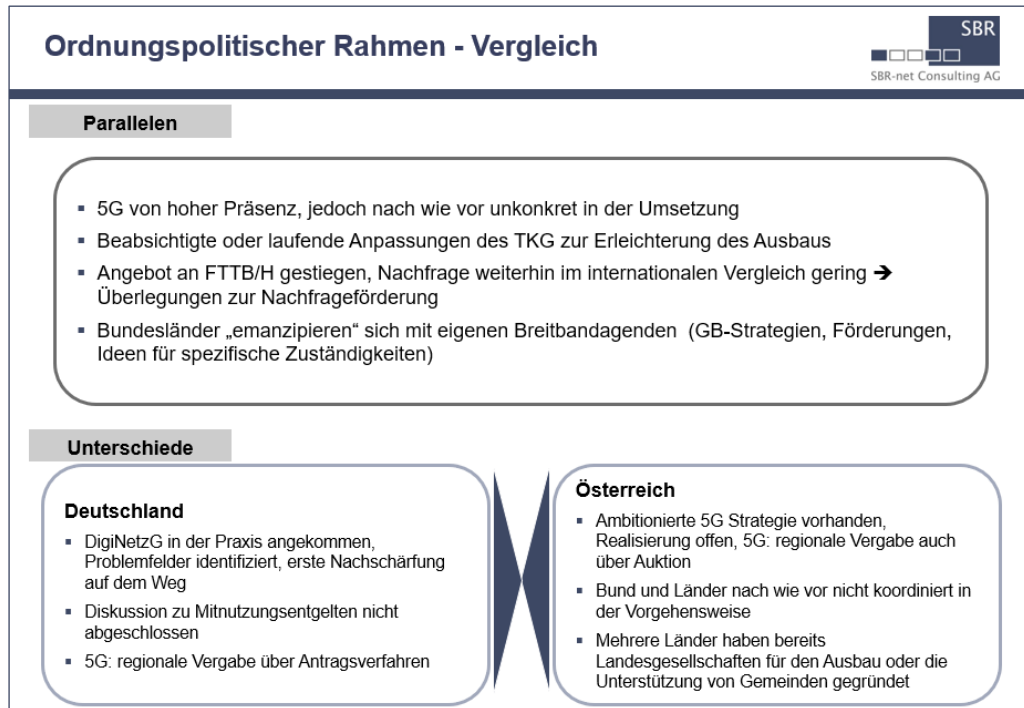 Ordnungspolitischer Rahmen - Vergleich
SBR
SBR-net Consulting AG
Parallelen
▪ 5G von hoher Präsenz, jedoch nach wie vor unkonkret in der Umsetzung
▪ Beabsichtigte oder laufende Anpassungen des TKG zur Erleichterung des Ausbaus
▪ Angebot an FTTB/H gestiegen, Nachfrage weiterhin im internationalen Vergleich gering ➔
Überlegungen zur Nachfrageförderung
▪ Bundesländer „emanzipieren“ sich mit eigenen Breitbandagenden (GB-Strategien, Förderungen,
Ideen für spezifische Zuständigkeiten)
Unterschiede
Deutschland
▪ DigiNetzG in der Praxis angekommen,
Problemfelder identifiziert, erste Nachschärfung
auf dem Weg
▪ Diskussion zu Mitnutzungsentgelten nicht
abgeschlossen
▪ 5G: regionale Vergabe über Antragsverfahren
Österreich
▪ Ambitionierte 5G Strategie vorhanden,
Realisierung offen, 5G: regionale Vergabe auch
über Auktion
▪ Bund und Länder nach wie vor nicht koordiniert in
der Vorgehensweise
▪ Mehrere Länder haben bereits
Landesgesellschaften für den Ausbau oder die
Unterstützung von Gemeinden gegründet